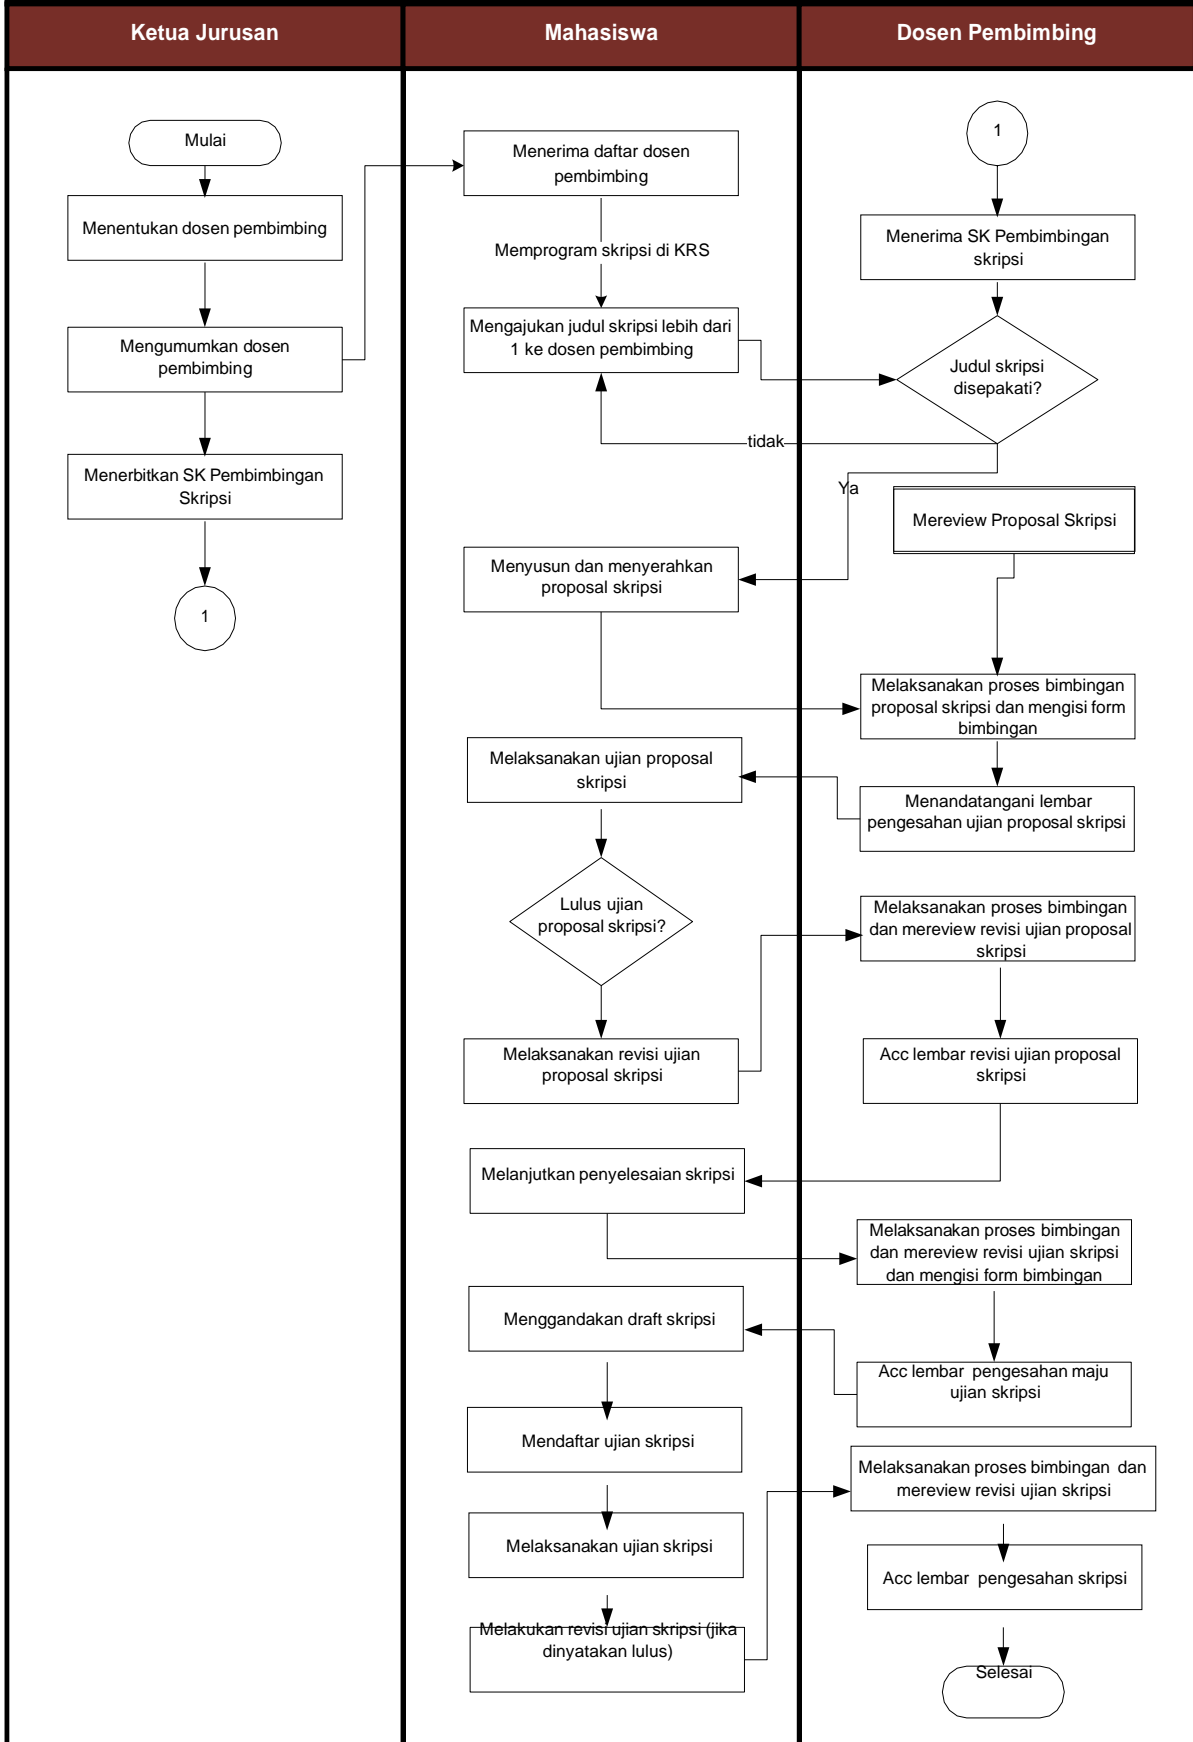 Ketua Jurusan
Mahasiswa
Dosen Pembimbing
Mulai
Menentukan dosen pembimbing
Mengumumkan dosen
pembimbing
Menerbitkan SK Pembimbingan
Skripsi
1
Menerima daftar dosen
pembimbing
Memprogram skripsi di KRS
Mengajukan judul skripsi lebih dari
1 ke dosen pembimbing
1
Menerima SK Pembimbingan
skripsi
Judul skripsi
disepakati?
tidak
Ya
Mereview Proposal Skripsi
Menyusun dan menyerahkan
proposal skripsi
Melaksanakan proses bimbingan
proposal skripsi dan mengisi form
bimbingan
Melaksanakan ujian proposal
skripsi
Menandatangani lembar
pengesahan ujian proposal skripsi
Lulus ujian
proposal skripsi?
Melaksanakan proses bimbingan
dan mereview revisi ujian proposal
skripsi
Melaksanakan revisi ujian
proposal skripsi
Acc lembar revisi ujian proposal
skripsi
Melanjutkan penyelesaian skripsi
Melaksanakan proses bimbingan
dan mereview revisi ujian skripsi
dan mengisi form bimbingan
Menggandakan draft skripsi
Acc lembar  pengesahan maju
ujian skripsi
Mendaftar ujian skripsi
Melaksanakan proses bimbingan  dan
mereview revisi ujian skripsi
Melaksanakan ujian skripsi
Acc lembar  pengesahan skripsi
Melakukan revisi ujian skripsi (jika
dinyatakan lulus)
Selesai